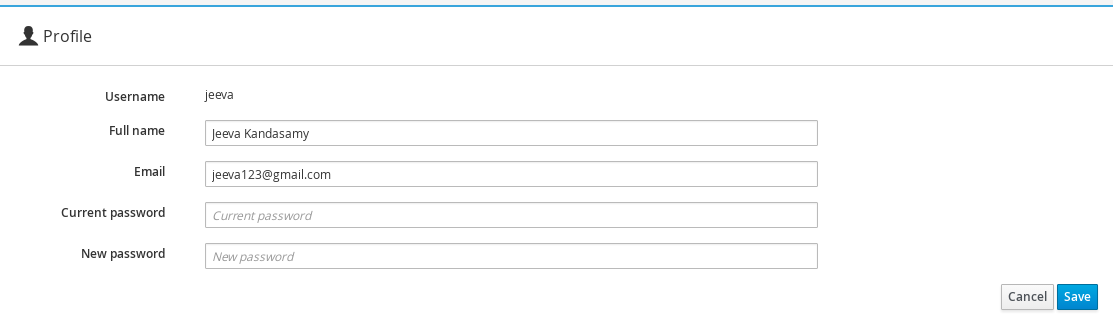 Profile
Username jeeva
Full name Jeeva Kandasamy
Email jeeva123@gmail.com
Current password Current password
New password New password
Cancel Save